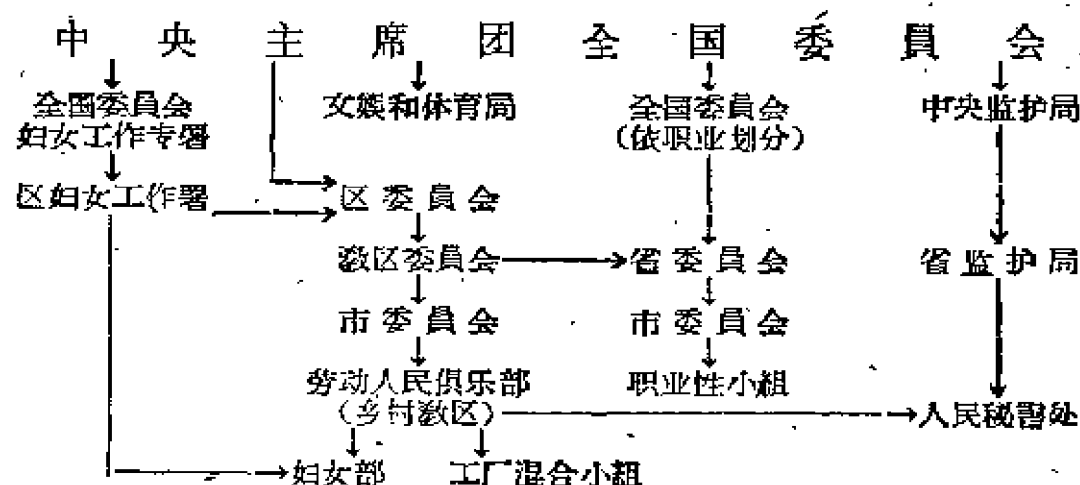 中央主席团全国委員会
全国委員会
妇女工作专署
文娱和体育局
全国委員会
(依职业划分)
中央监护局
区妇女工作署
区委員会
教区委員会
省委員会
省监护局
市委員会
市委員会
劳动人民俱乐部
(乡村教区)
职业性小組
人民秘書处
妇女部
工厂混合小組